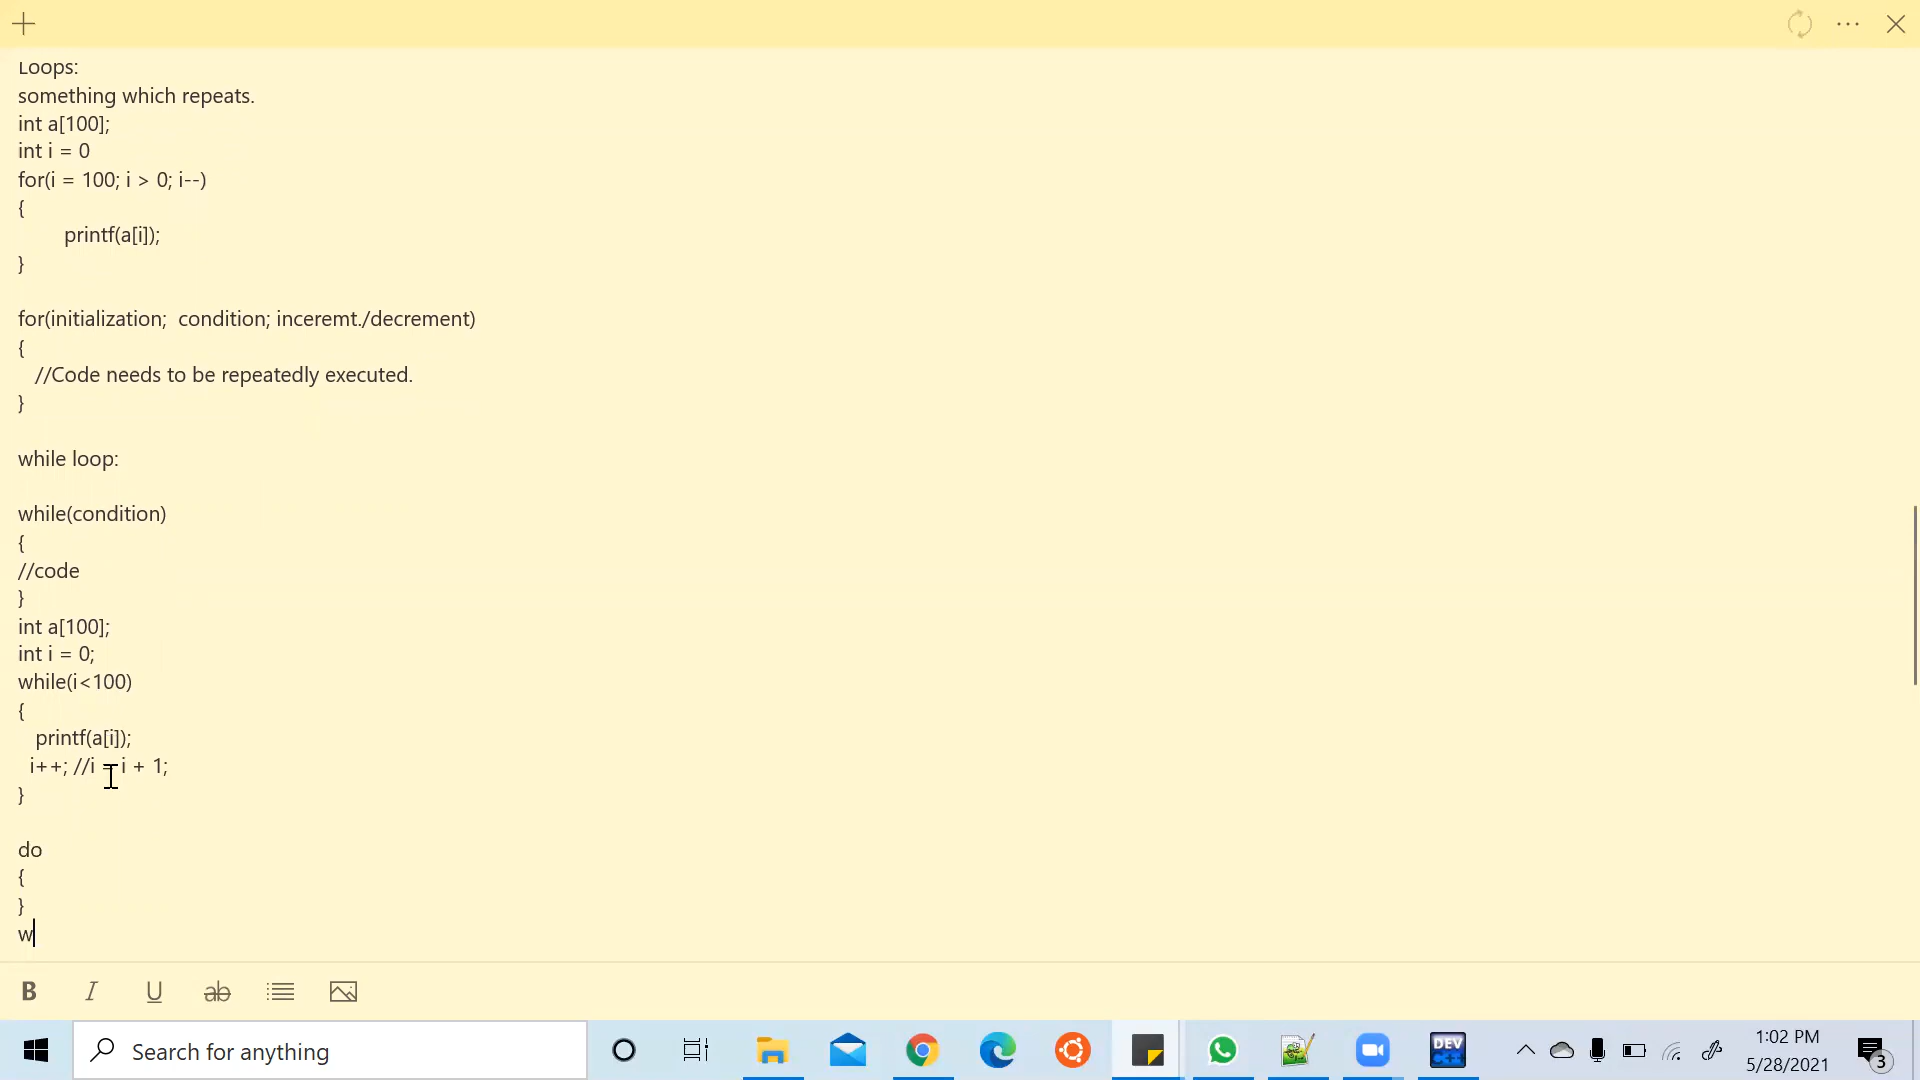 Loops:
something which repeats.
int a[100];
int i = 0
for(i = 100; i > 0; i--)
{
printf(a[i]);
}
for(initialization;  condition; inceremt./decrement)
{
//Code needs to be repeatedly executed.
}
while loop:
while(condition)
{
//code
}
int a[100];
int i = 0;
while(i<100)
{
printf(a[i]);
i++; //i = i + 1;
}
do
{
}
w
B I U ab
Search for anything
DEV C++
1:02 PM
5/28/2021
3